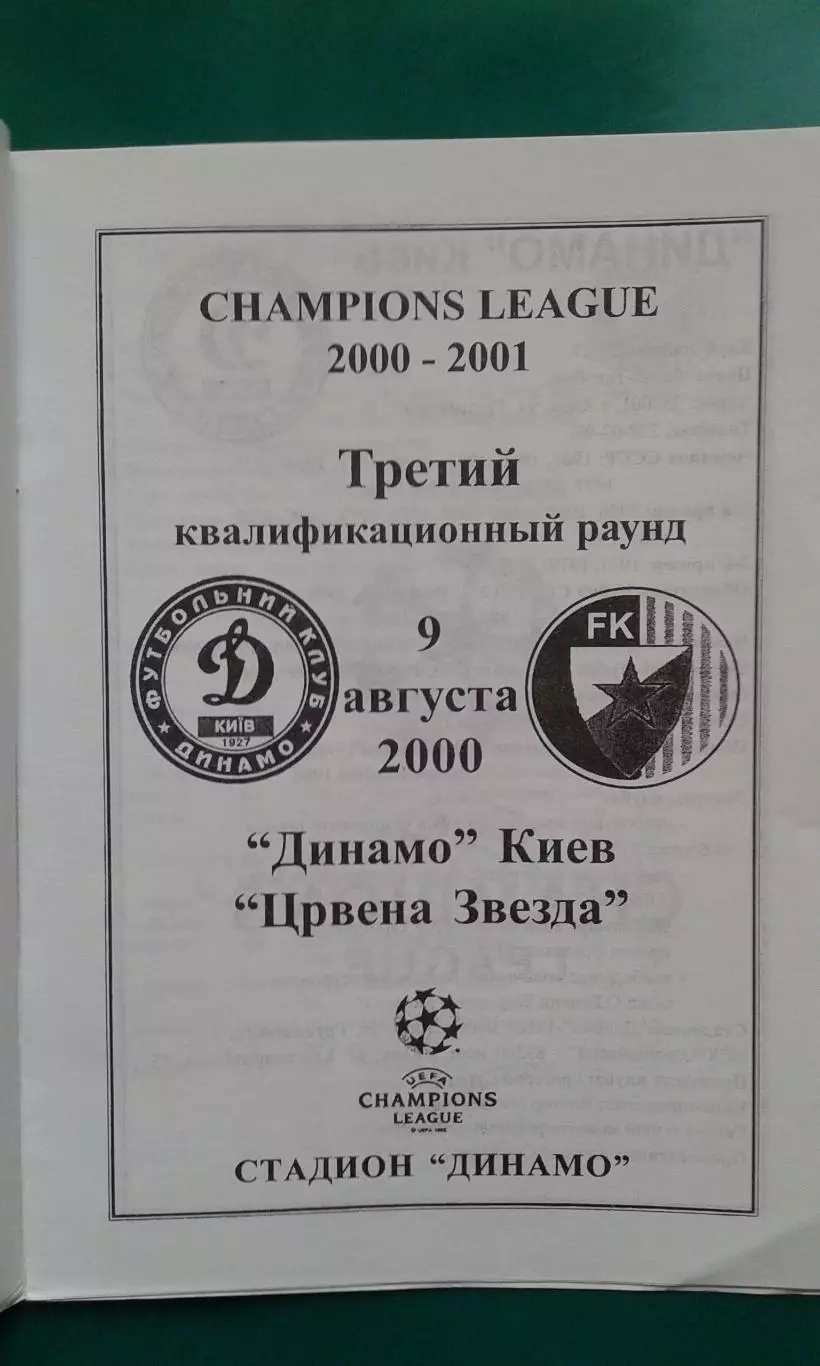 CHAMPIONS LEAGUE
2000 - 2001
Третий
квалификационный раунд
ФУТБОЛЬНИЙ КЛУБ
КИЇВ
1927
ДИНАМО
9
августа
2000
FK
“Динамо” Киев
“Црвена Звезда”
UEFA
CHAMPIONS
LEAGUE
СТАДИОН “ДИНАМО”